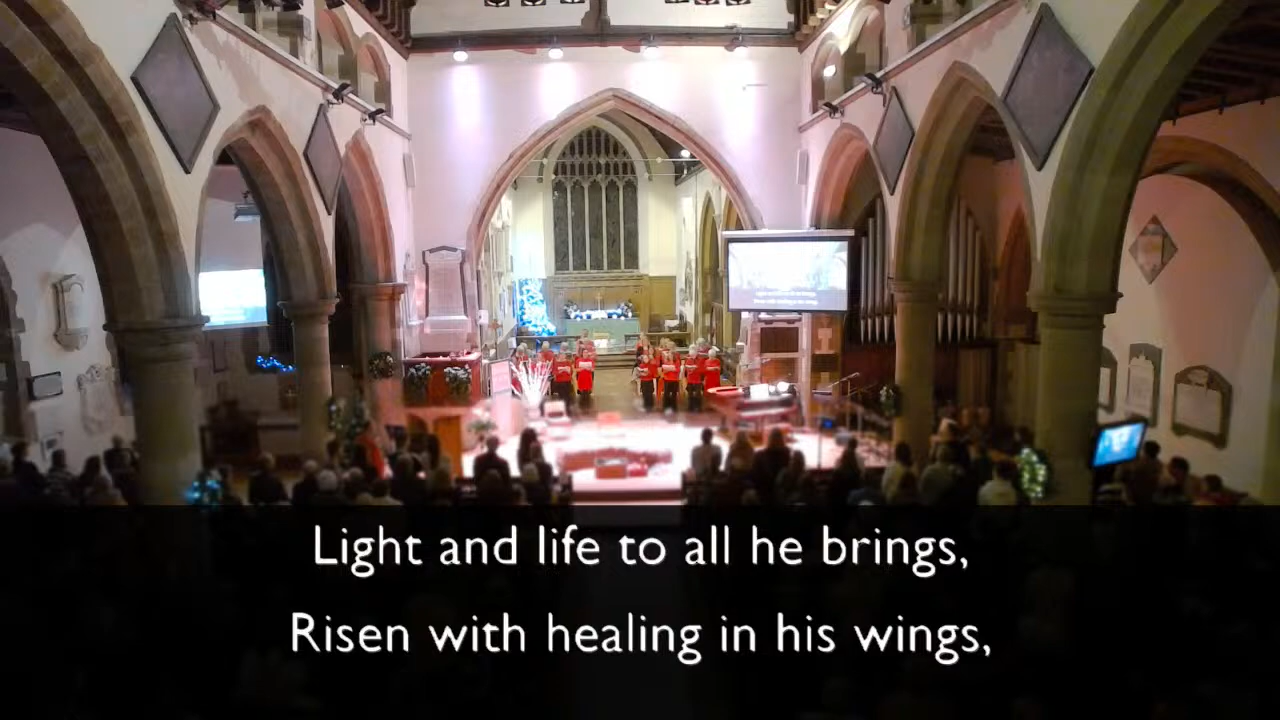 Light and life to all he brings,
Risen with healing in his wings,